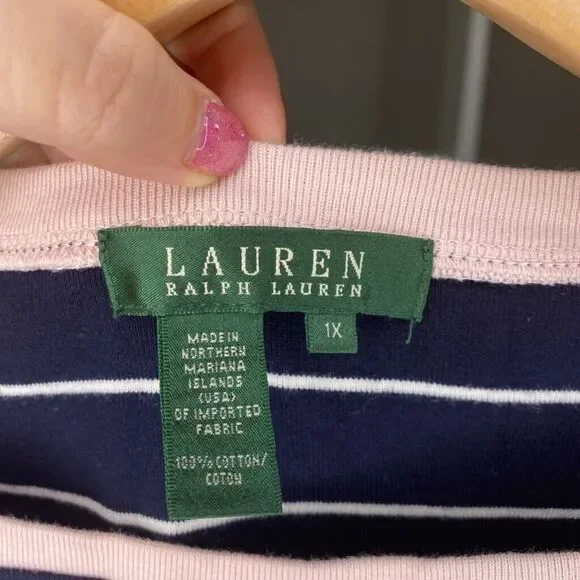 LAUREN
RALPH LAUREN
1X
MADE IN
NORTHERN
MARIANA
ISLANDS
(USA)
OF IMPORTED
FABRIC
100% COTTON/
COTON